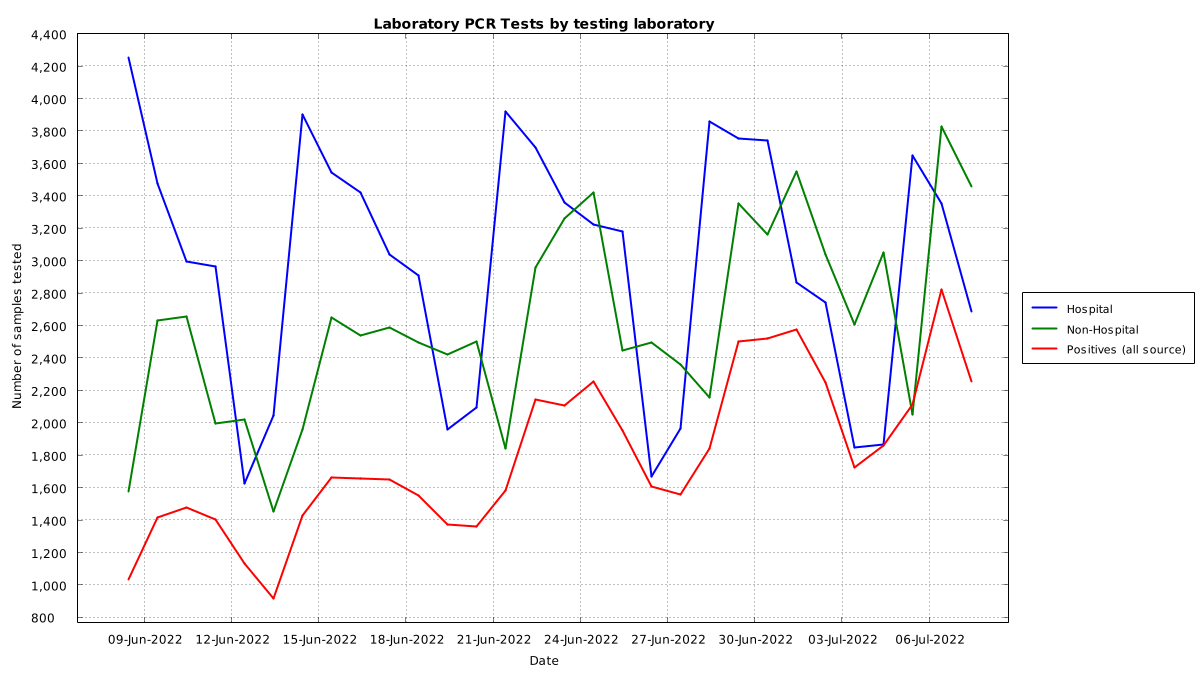 Laboratory PCR Tests by testing laboratory
4,400
4,200
4,000
3,800
3,600
3,400
3,200
3,000
2,800
2,600
2,400
2,200
2,000
1,800
1,600
1,400
1,200
1,000
800
Number of samples tested
09-Jun-2022 12-Jun-2022 15-Jun-2022 18-Jun-2022 21-Jun-2022 24-Jun-2022 27-Jun-2022 30-Jun-2022 03-Jul-2022 06-Jul-2022
Date
Hospital
Non-Hospital
Positives (all source)